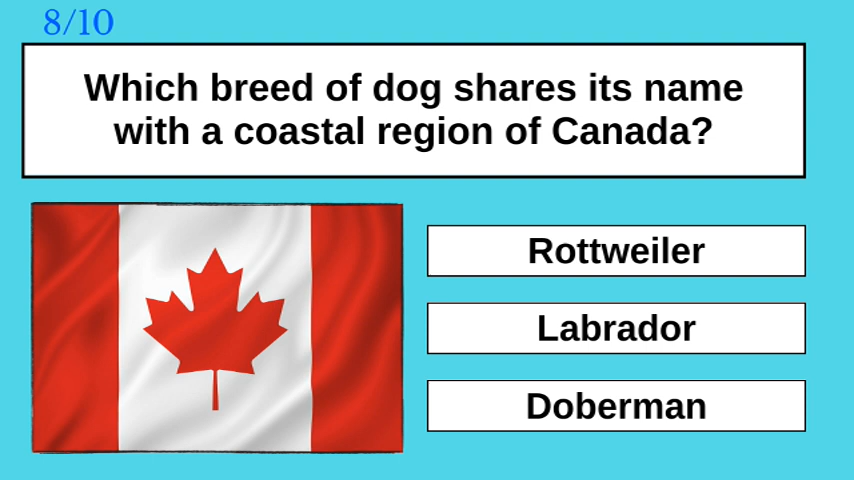 8/10
Which breed of dog shares its name
with a coastal region of Canada?
Rottweiler
Labrador
Doberman